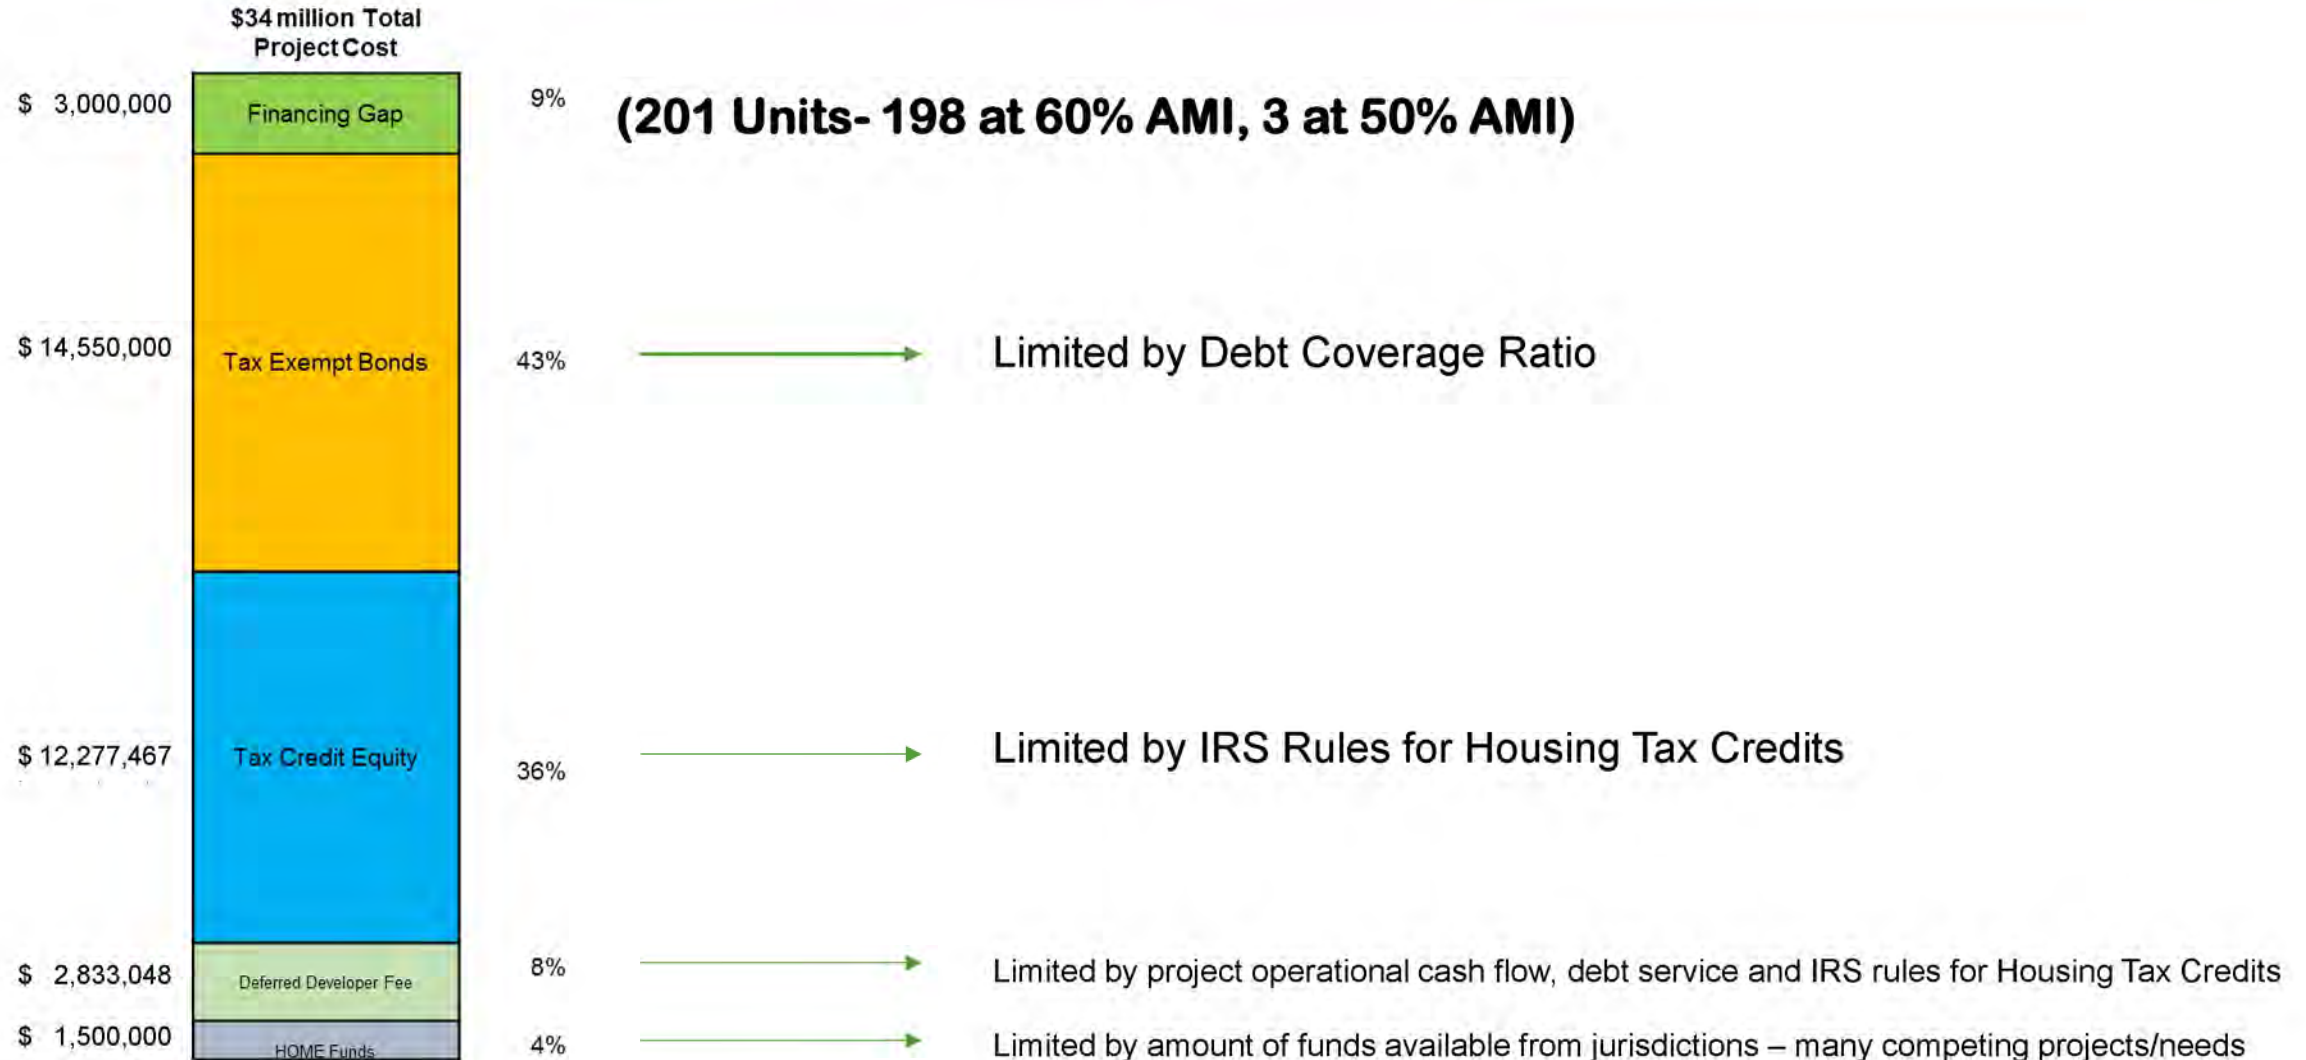 $34 million Total
Project Cost
$ 3,000,000 Financing Gap 9% (201 Units- 198 at 60% AMI, 3 at 50% AMI)
$ 14,550,000 Tax Exempt Bonds 43% Limited by Debt Coverage Ratio
$ 12,277,467 Tax Credit Equity 36% Limited by IRS Rules for Housing Tax Credits
$ 2,833,048 Deferred Developer Fee 8% Limited by project operational cash flow, debt service and IRS rules for Housing Tax Credits
$ 1,500,000 HOME Funds 4% Limited by amount of funds available from jurisdictions – many competing projects/needs